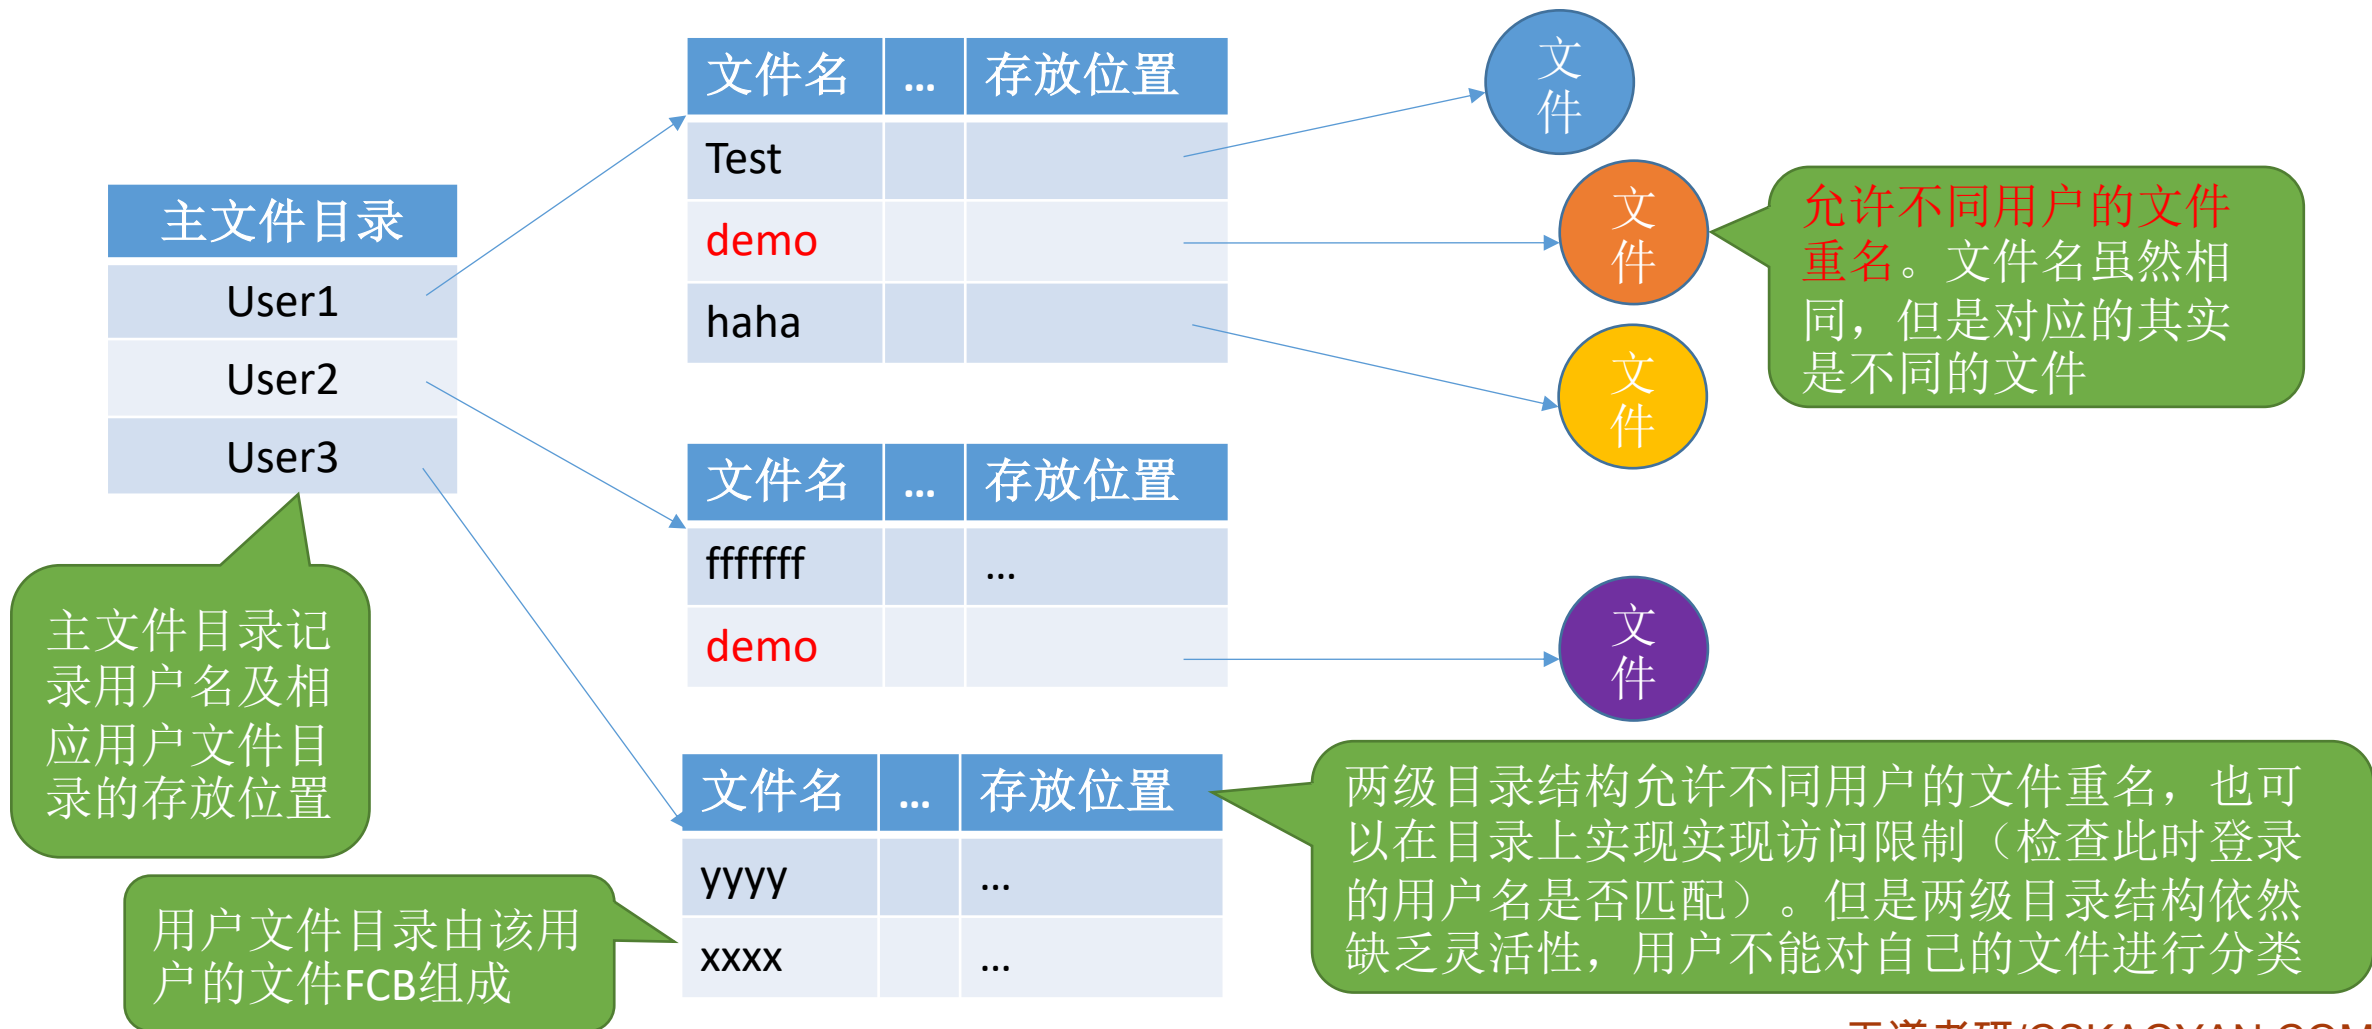 主文件目录
User1
User2
User3
主文件目录记
录用户名及相
应用户文件目
录的存放位置
文件名 … 存放位置
Test
demo
haha
文
件
文
件
文
件
允许不同用户的文件
重名。文件名虽然相
同，但是对应的其实
是不同的文件
文件名 … 存放位置
fffffff …
demo
文
件
文件名 … 存放位置
yyyy …
xxxx …
用户文件目录由该用
户的文件FCB组成
两级目录结构允许不同用户的文件重名，也可
以在目录上实现实现访问限制（检查此时登录
的用户名是否匹配）。但是两级目录结构依然
缺乏灵活性，用户不能对自己的文件进行分类